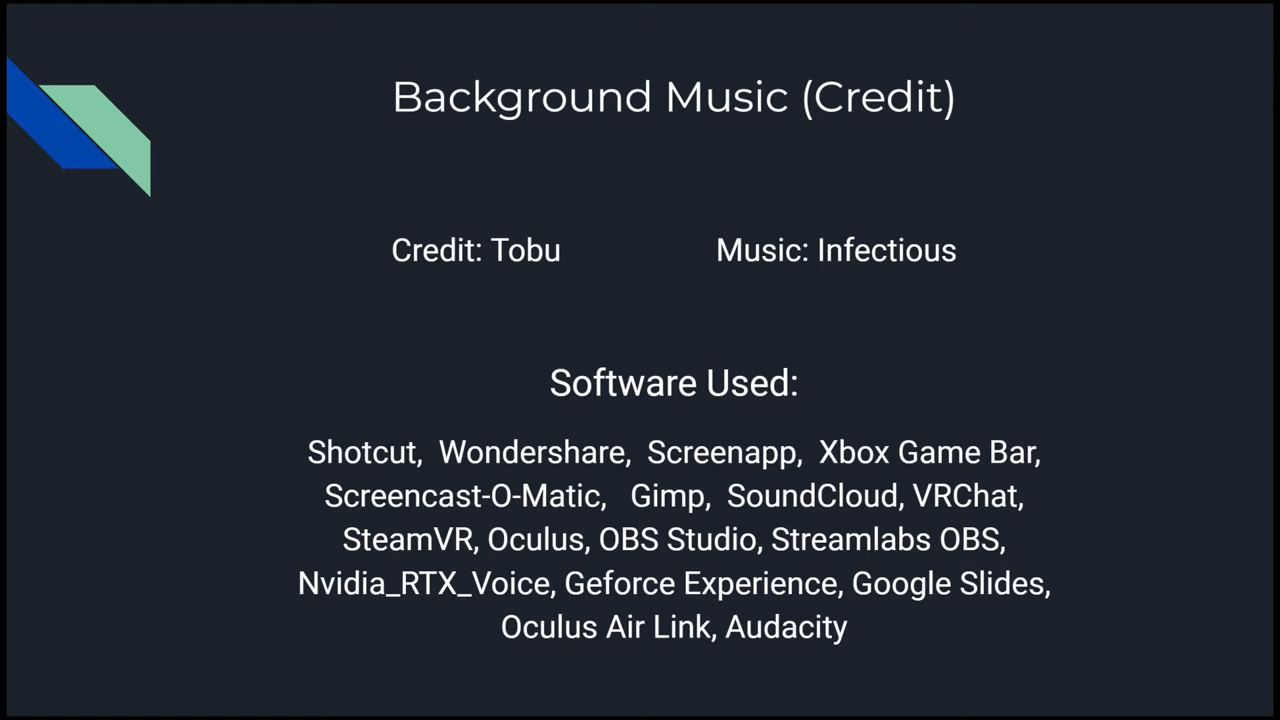 Background Music (Credit)
Credit: Tobu Music: Infectious
Software Used:
Shotcut, Wondershare, Screenapp, Xbox Game Bar,
Screencast-O-Matic, Gimp, SoundCloud, VRChat,
SteamVR, Oculus, OBS Studio, Streamlabs OBS,
Nvidia_RTX_Voice, Geforce Experience, Google Slides,
Oculus Air Link, Audacity